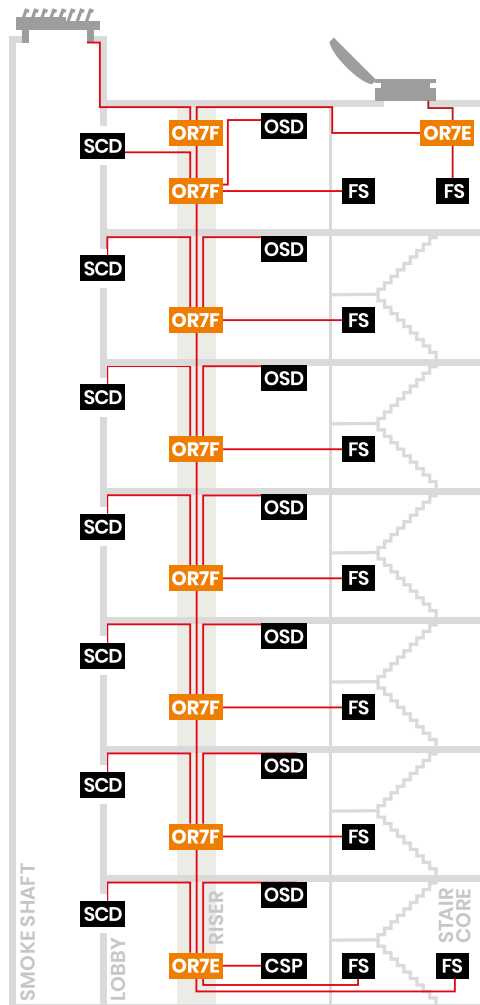 OSD
OR7F
OR7E
SCD
OR7F
FS
FS
OSD
SCD
OR7F
FS
OSD
SCD
OR7F
FS
OSD
SCD
OR7F
FS
OSD
SCD
OR7F
FS
OSD
SCD
OR7F
FS
OSD
SCD
SMOKE SHAFT
LOBBY
RISER
STAIR
CORE
OR7E
CSP
FS
FS